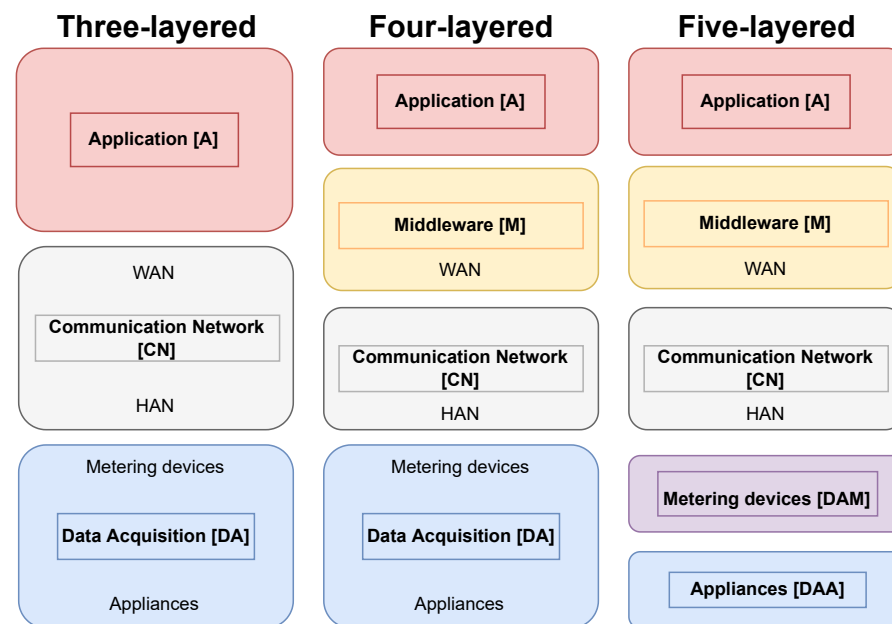 Three-layered
Application [A]
WAN
Communication Network
[CN]
HAN
Metering devices
Data Acquisition [DA]
Appliances
Four-layered
Application [A]
Middleware [M]
WAN
Communication Network
[CN]
HAN
Metering devices
Data Acquisition [DA]
Appliances
Five-layered
Application [A]
Middleware [M]
WAN
Communication Network
[CN]
HAN
Metering devices [DAM]
Appliances [DAA]